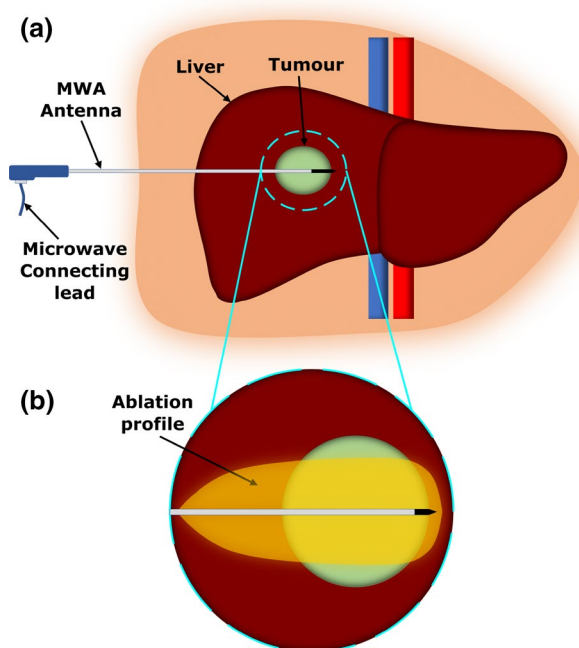 (a)
Liver
Tumour
MWA
Antenna
Microwave
Connecting
lead
(b)
Ablation
profile